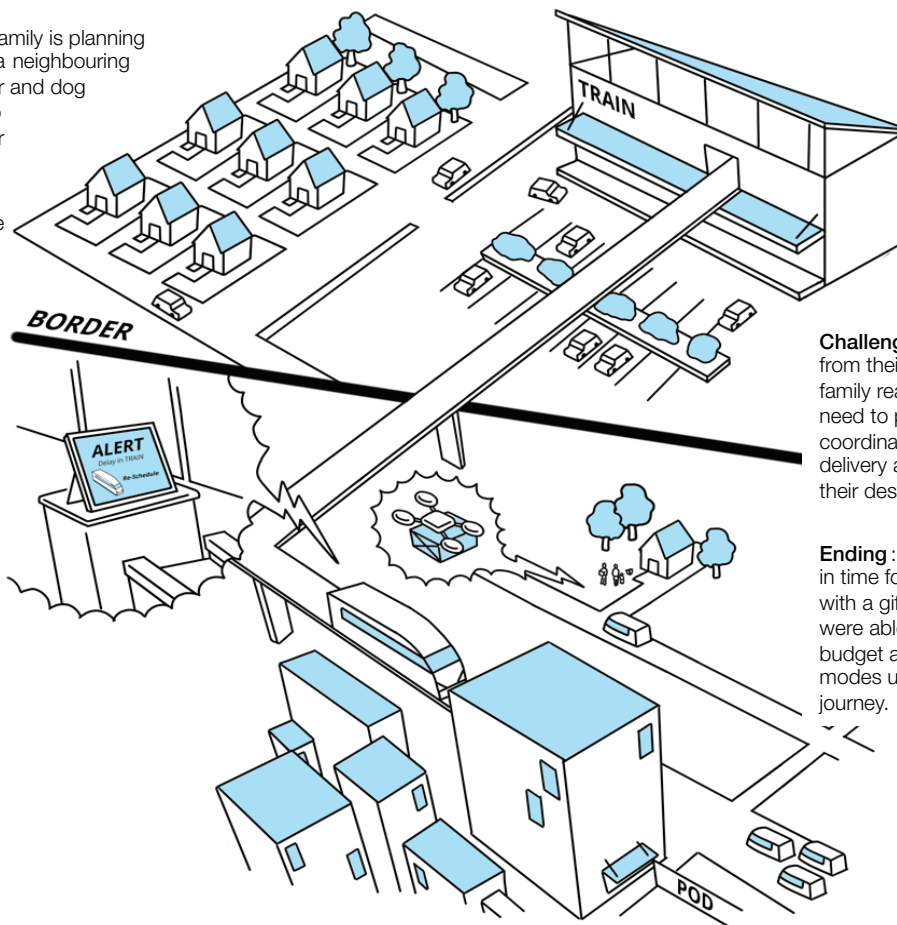 amily is planning
a neighbouring
r and dog
o
r
e
TRAIN
BORDER
ALERT
Delay in TRAIN
Re-Schedule
Challeng
from thei
family rea
need to p
coordina
delivery a
their des
Ending :
in time fo
with a gif
were able
budget a
modes u
journey.
POD